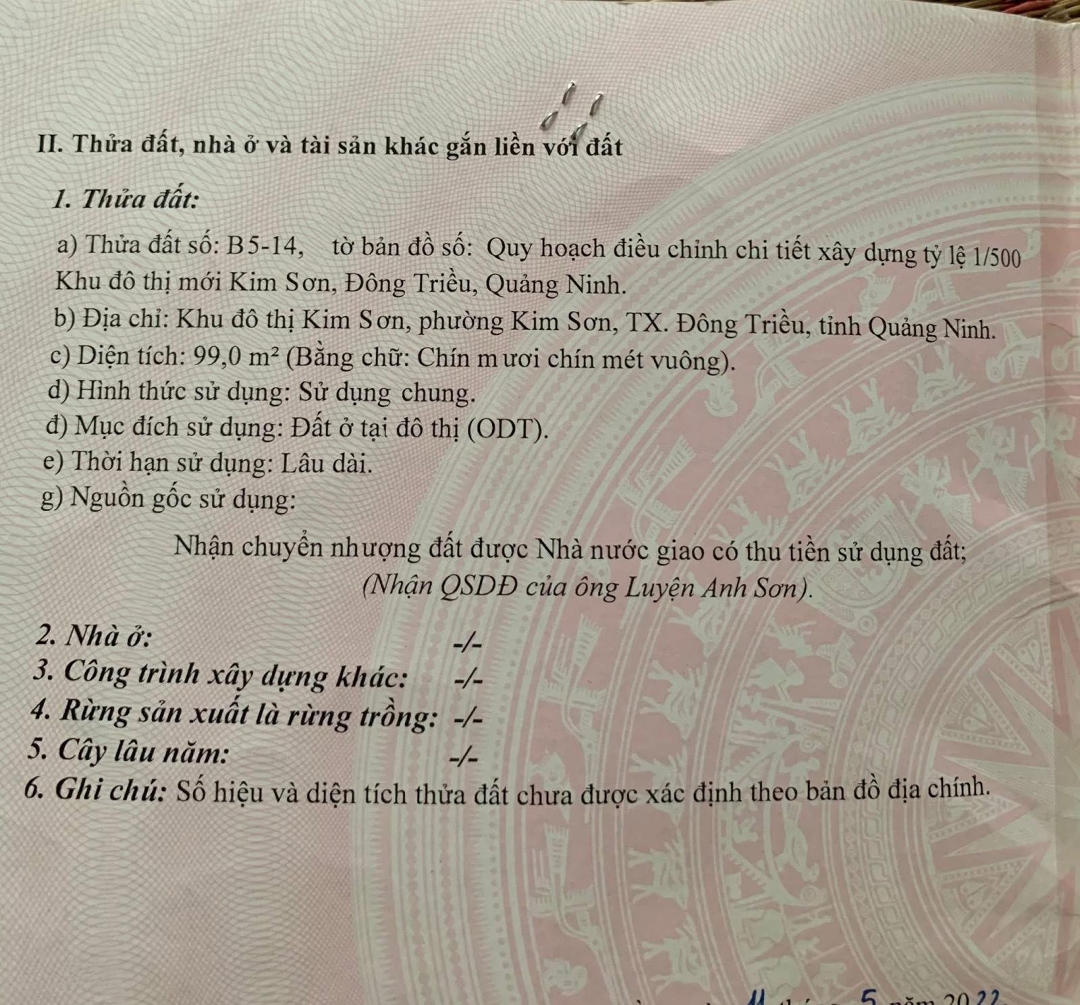 II. Thửa đất, nhà ở và tài sản khác gắn liền với đất
1. Thửa đất:
a) Thửa đất số: B5-14, tờ bản đồ số: Quy hoạch điều chỉnh chi tiết xây dựng tỷ lệ 1/500
Khu đô thị mới Kim Sơn, Đông Triều, Quảng Ninh.
b) Địa chỉ: Khu đô thị Kim Sơn, phường Kim Sơn, TX. Đông Triều, tỉnh Quảng Ninh.
c) Diện tích: 99,0 m² (Bằng chữ: Chín mươi chín mét vuông).
d) Hình thức sử dụng: Sử dụng chung.
đ) Mục đích sử dụng: Đất ở tại đô thị (ODT).
e) Thời hạn sử dụng: Lâu dài.
g) Nguồn gốc sử dụng:
Nhận chuyển nhượng đất được Nhà nước giao có thu tiền sử dụng đất;
(Nhận QSDĐ của ông Luyện Anh Sơn).
2. Nhà ở: -/-
3. Công trình xây dựng khác: -/-
4. Rừng sản xuất là rừng trồng: -/-
5. Cây lâu năm: -/-
6. Ghi chú: Số hiệu và diện tích thửa đất chưa được xác định theo bản đồ địa chính.
11 tháng 5 năm 2022